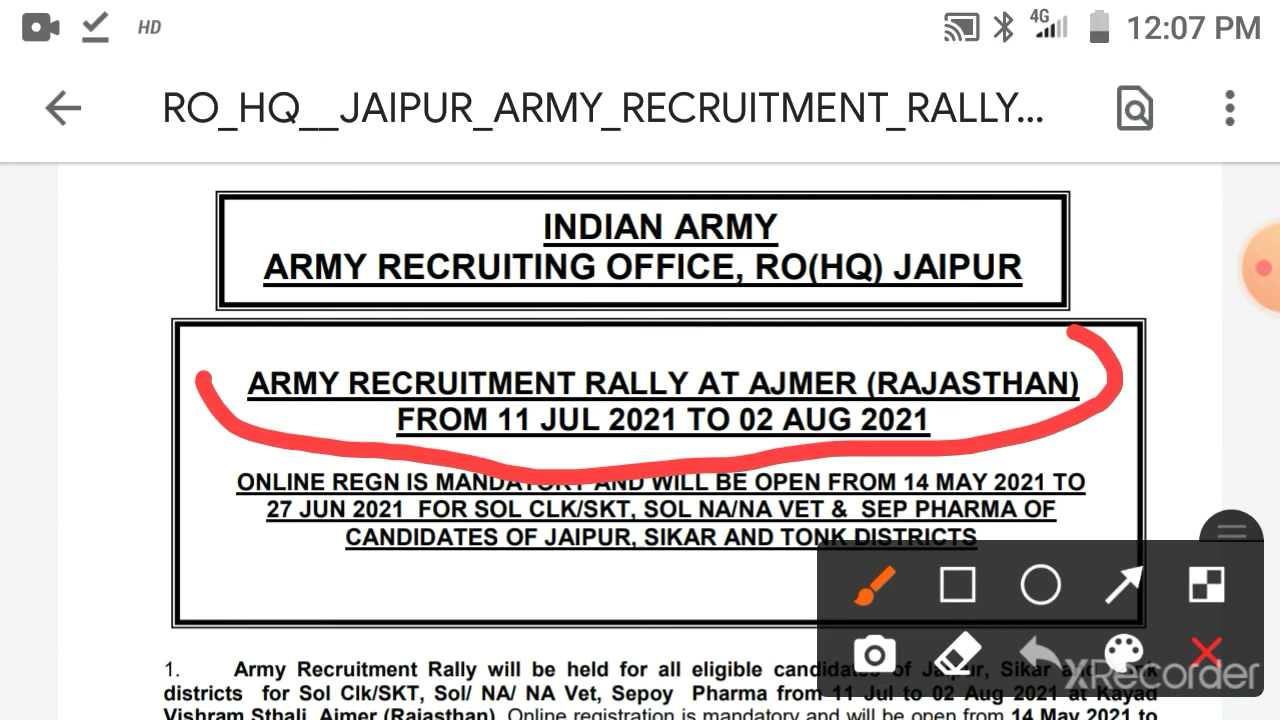 HD 4G 12:07 PM
RO_HQ__JAIPUR_ARMY_RECRUITMENT_RALLY...
INDIAN ARMY
ARMY RECRUITING OFFICE, RO(HQ) JAIPUR
ARMY RECRUITMENT RALLY AT AJMER (RAJASTHAN)
FROM 11 JUL 2021 TO 02 AUG 2021
ONLINE REGN IS MANDATORY AND WILL BE OPEN FROM 14 MAY 2021 TO
27 JUN 2021 FOR SOL CLK/SKT, SOL NA/NA VET & SEP PHARMA OF
CANDIDATES OF JAIPUR, SIKAR AND TONK DISTRICTS
1. Army Recruitment Rally will be held for all eligible candidates of Jaipur, Sikar
districts for Sol Clk/SKT, Sol/ NA/ NA Vet, Sepoy Pharma from 11 Jul to 02 Aug 2021 at Kayad
Vishram Sthali, Ajmer (Rajasthan). Online registration is mandatory and will be open from 14 May 2021 to
XRecorder